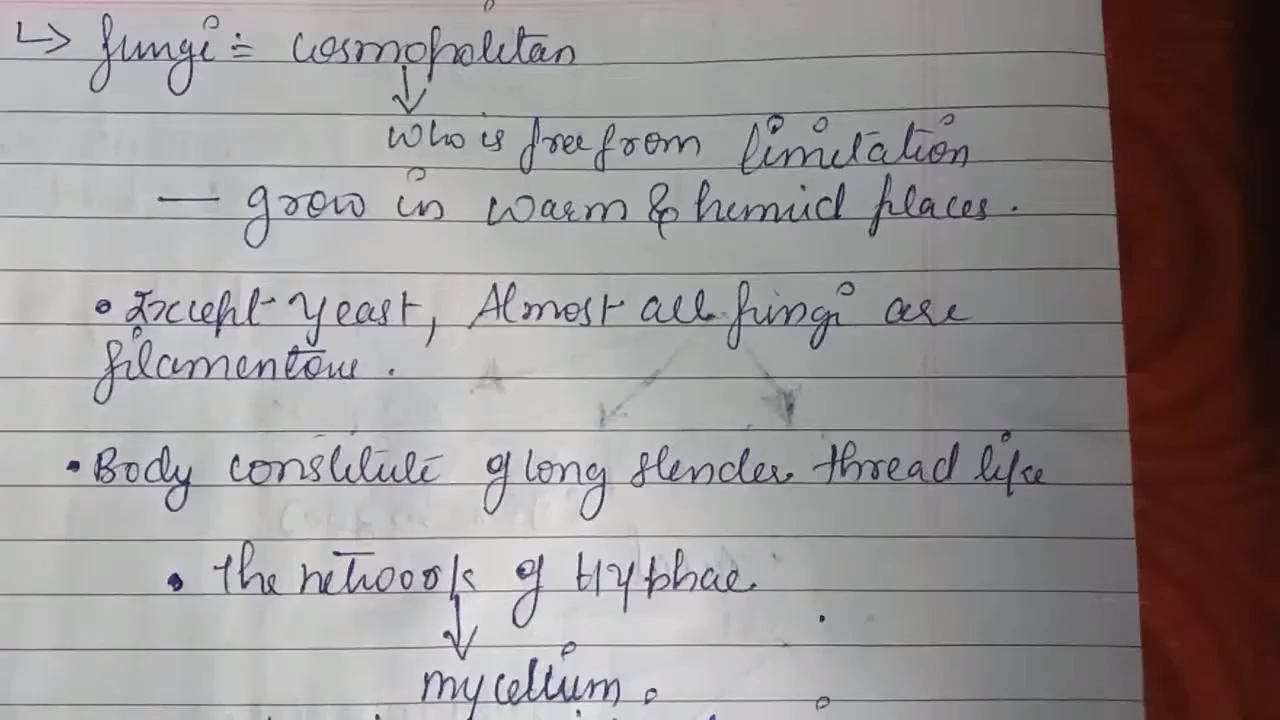 ↳ fungi ÷ cosmopolitan
↓
who is free from limitation
— grow in warm & humid places.
• Except yeast, Almost all fungi are
filamentous.
• Body constitute of long slender thread like
• the network of Hyphae.
↓
mycelium.